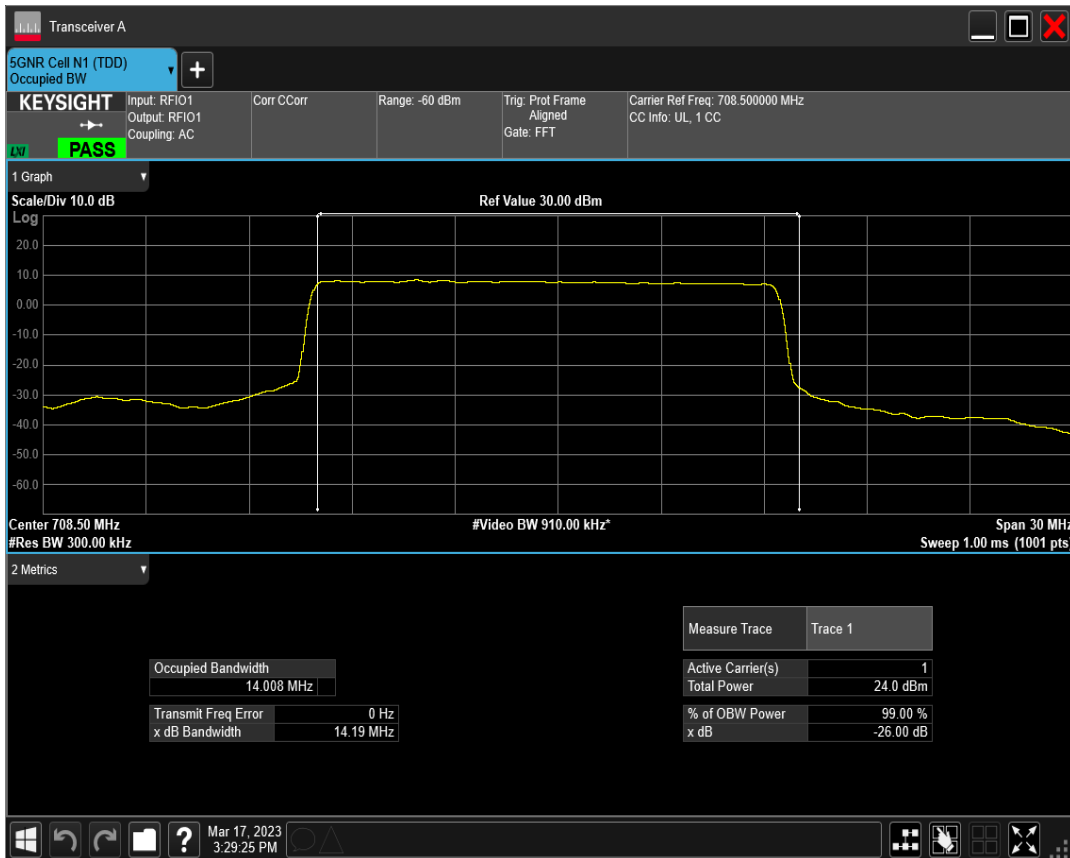 Transceiver A
5GNR Cell N1 (TDD)
Occupied BW
+
KEYSIGHT
LXI
PASS
Input: RFIO1
Output: RFIO1
Coupling: AC
Corr CCorr
Range: -60 dBm
Trig: Prot Frame
Aligned
Gate: FFT
Carrier Ref Freq: 708.500000 MHz
CC Info: UL, 1 CC
1 Graph
Scale/Div 10.0 dB
Ref Value 30.00 dBm
Log
20.0
10.0
0.00
-10.0
-20.0
-30.0
-40.0
-50.0
-60.0
Center 708.50 MHz
#Video BW 910.00 kHz*
Span 30 MHz
#Res BW 300.00 kHz
Sweep 1.00 ms (1001 pts)
2 Metrics
Measure Trace Trace 1
Occupied Bandwidth
14.008 MHz
Active Carrier(s) 1
Total Power 24.0 dBm
Transmit Freq Error 0 Hz
x dB Bandwidth 14.19 MHz
% of OBW Power 99.00 %
x dB -26.00 dB
?
Mar 17, 2023
3:29:25 PM